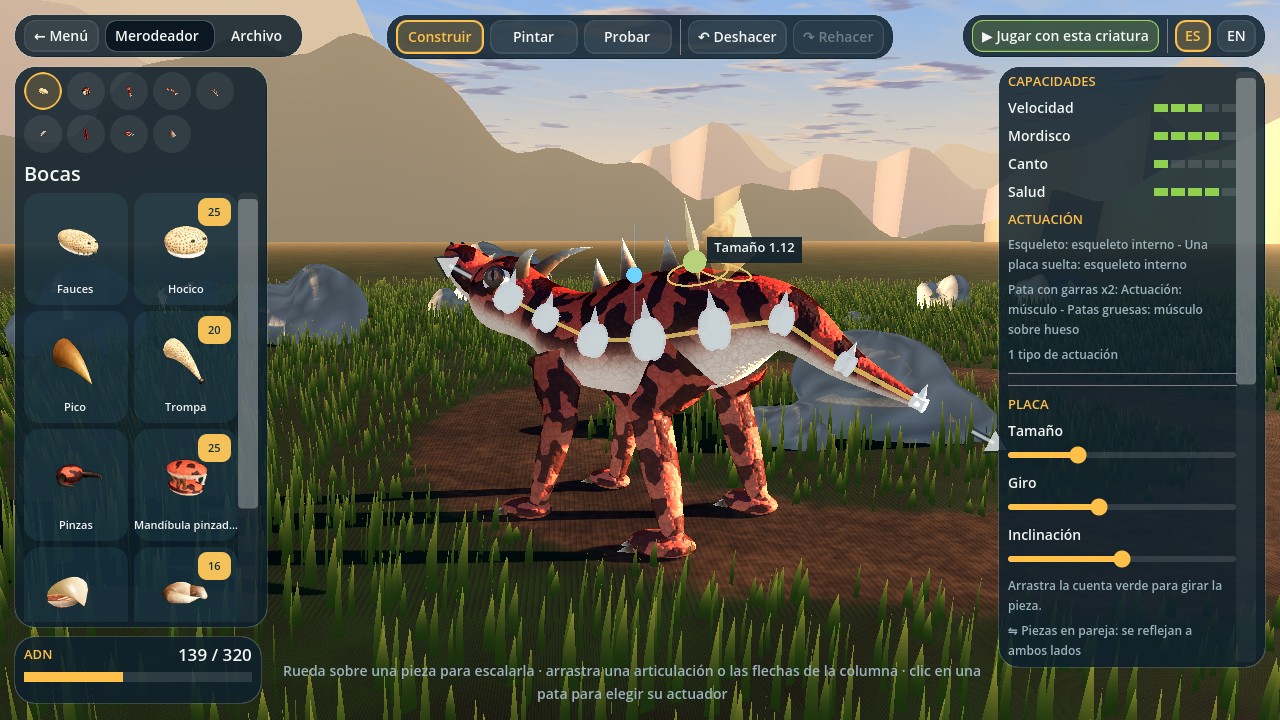 ← Menú
Merodeador
Archivo
Construir
Pintar
Probar
↶ Deshacer
↷ Rehacer
▶ Jugar con esta criatura
ES
EN
Bocas
25
Fauces
Hocico
20
Pico
Trompa
25
Pinzas
Mandíbula pinzad...
16
ADN
139 / 320
Tamaño 1.12
Rueda sobre una pieza para escalarla · arrastra una articulación o las flechas de la columna · clic en una
pata para elegir su actuador
CAPACIDADES
Velocidad
Mordisco
Canto
Salud
ACTUACIÓN
Esqueleto: esqueleto interno - Una
placa suelta: esqueleto interno
Pata con garras x2: Actuación:
músculo - Patas gruesas: músculo
sobre hueso
1 tipo de actuación
PLACA
Tamaño
Giro
Inclinación
Arrastra la cuenta verde para girar la
pieza.
⇋ Piezas en pareja: se reflejan a
ambos lados